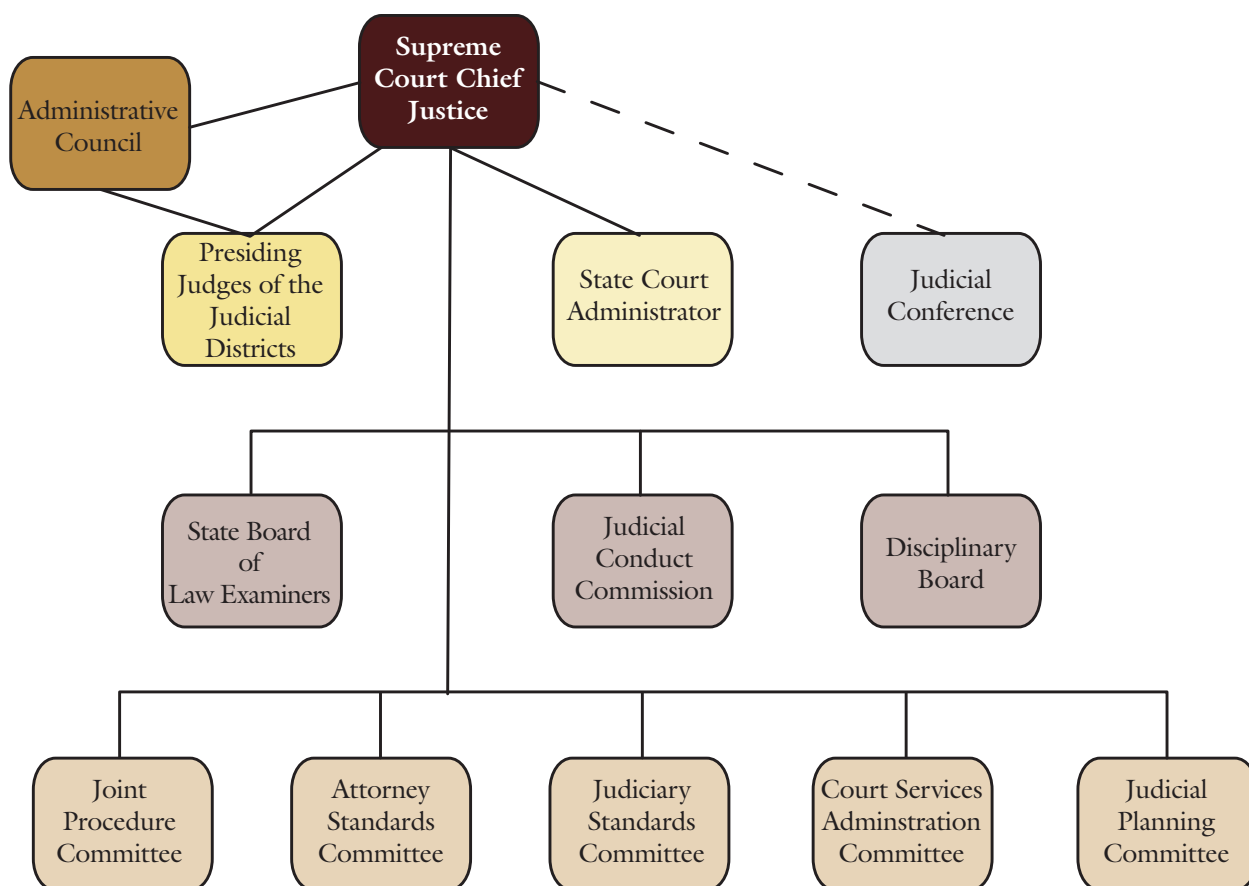 Supreme
Court Chief
Justice
Administrative
Council
Presiding
Judges of the
Judicial
Districts
State Court
Administrator
Judicial
Conference
State Board
of
Law Examiners
Judicial
Conduct
Commission
Disciplinary
Board
Joint
Procedure
Committee
Attorney
Standards
Committee
Judiciary
Standards
Committee
Court Services
Adminstration
Committee
Judicial
Planning
Committee